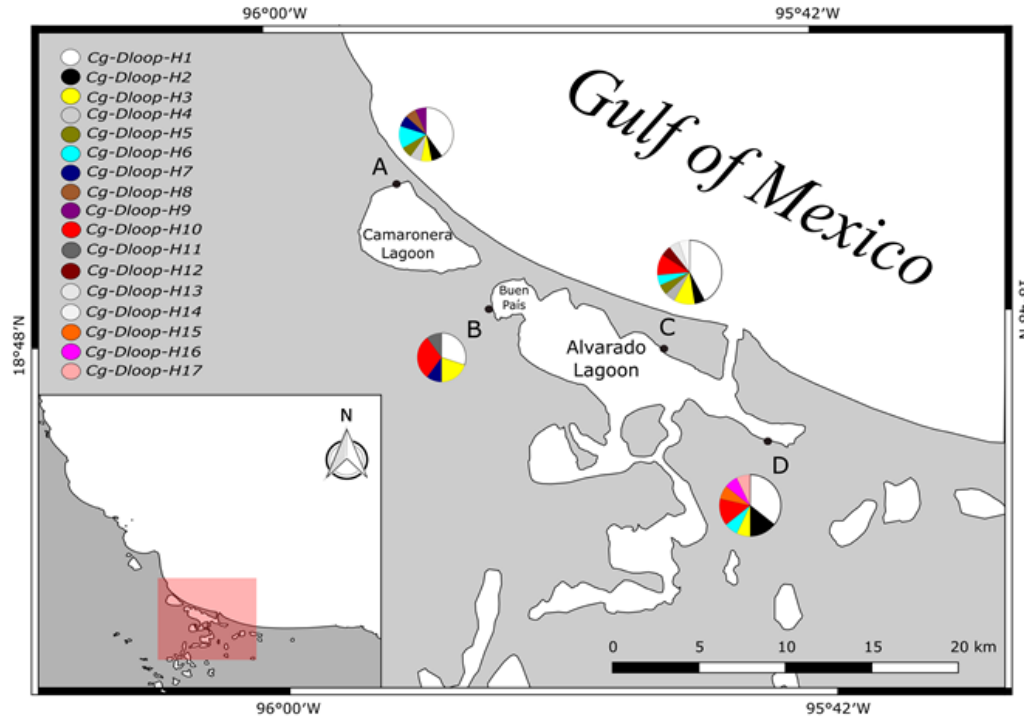 96°00′W
95°42′W
Cg-Dloop-H1
Cg-Dloop-H2
Cg-Dloop-H3
Cg-Dloop-H4
Cg-Dloop-H5
Cg-Dloop-H6
Cg-Dloop-H7
Cg-Dloop-H8
Cg-Dloop-H9
Cg-Dloop-H10
Cg-Dloop-H11
Cg-Dloop-H12
Cg-Dloop-H13
Cg-Dloop-H14
Cg-Dloop-H15
Cg-Dloop-H16
Cg-Dloop-H17
Gulf of Mexico
A
Camaronera
Lagoon
Buen
País
B
C
Alvarado
Lagoon
D
18°48′N
N
0 5 10 15 20 km
96°00′W
95°42′W